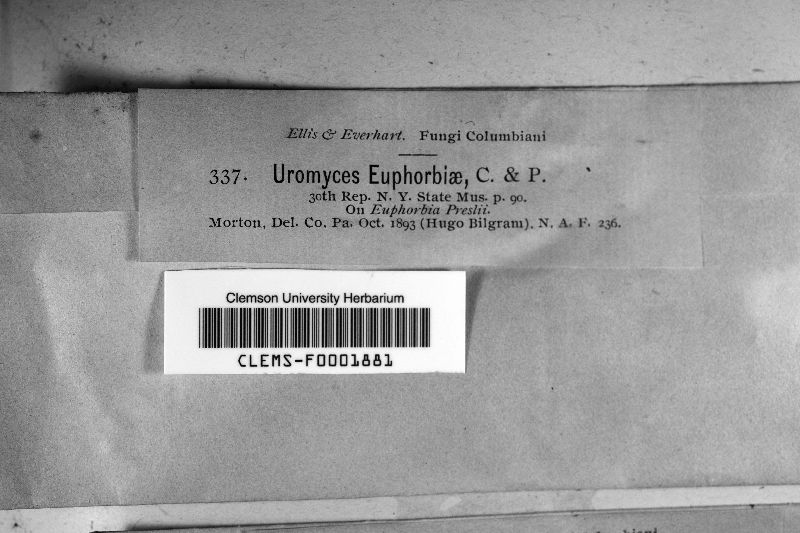 Ellis & Everhart. Fungi Columbiani
337. Uromyces Euphorbiæ, C. & P.
30th Rep. N. Y. State Mus. p. 90.
On Euphorbia Preslii.
Morton, Del. Co. Pa. Oct. 1893 (Hugo Bilgram). N. A. F. 236.
Clemson University Herbarium
CLEMS-F0001881